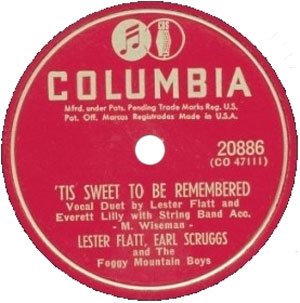 CBS
COLUMBIA
Mfrd. under Pats. Pending Trade Marks Reg. U.S.
Pat. Off. Marcas Registradas Made in U.S.A.
20886
(CO 47111)
'TIS SWEET TO BE REMEMBERED
Vocal Duet by Lester Flatt and
Everett Lilly with String Band Acc.
- M. Wiseman -
LESTER FLATT, EARL SCRUGGS
and The
Foggy Mountain Boys